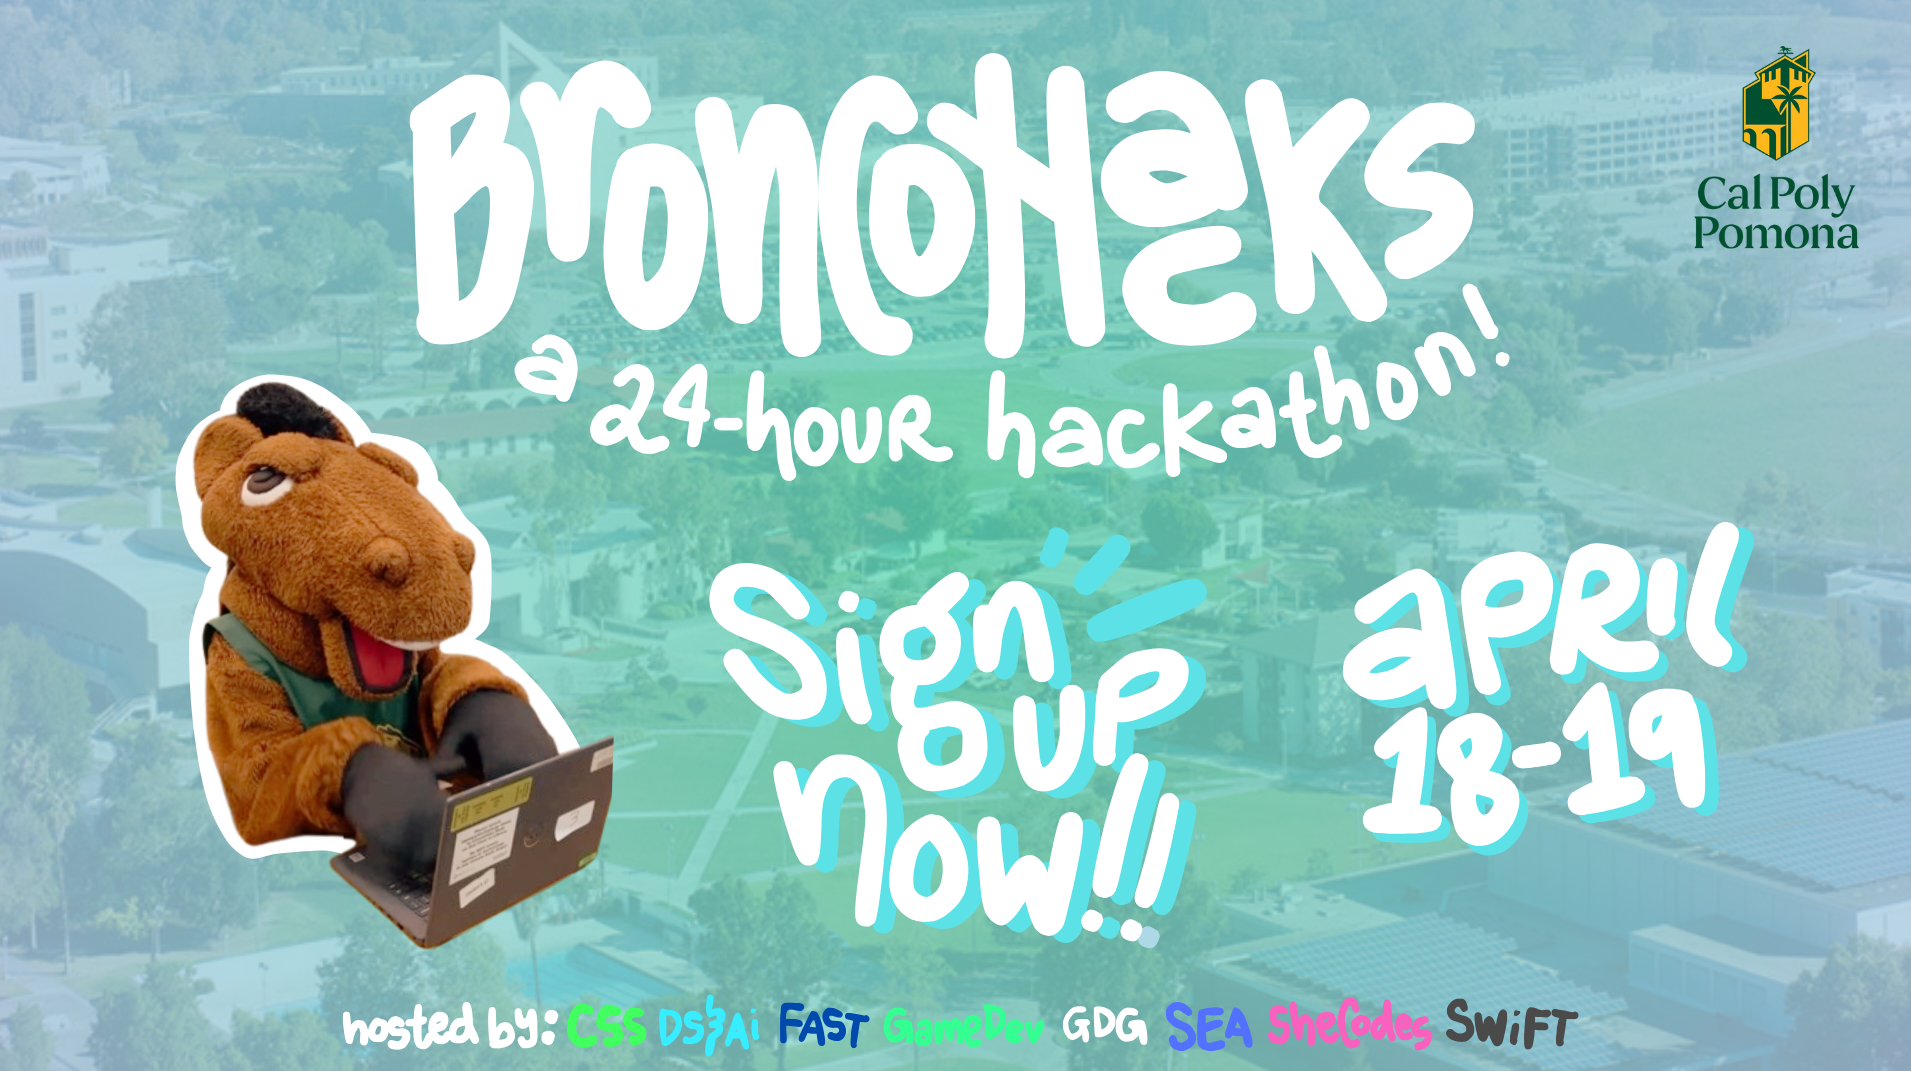 BroncoHacks
a 24-hour hackathon!
Cal Poly
Pomona
Sign
up
now!!!
April
18-19
hosted by: CSS DS&Ai FAST GameDev GDG SEA SheCodes SWiFT